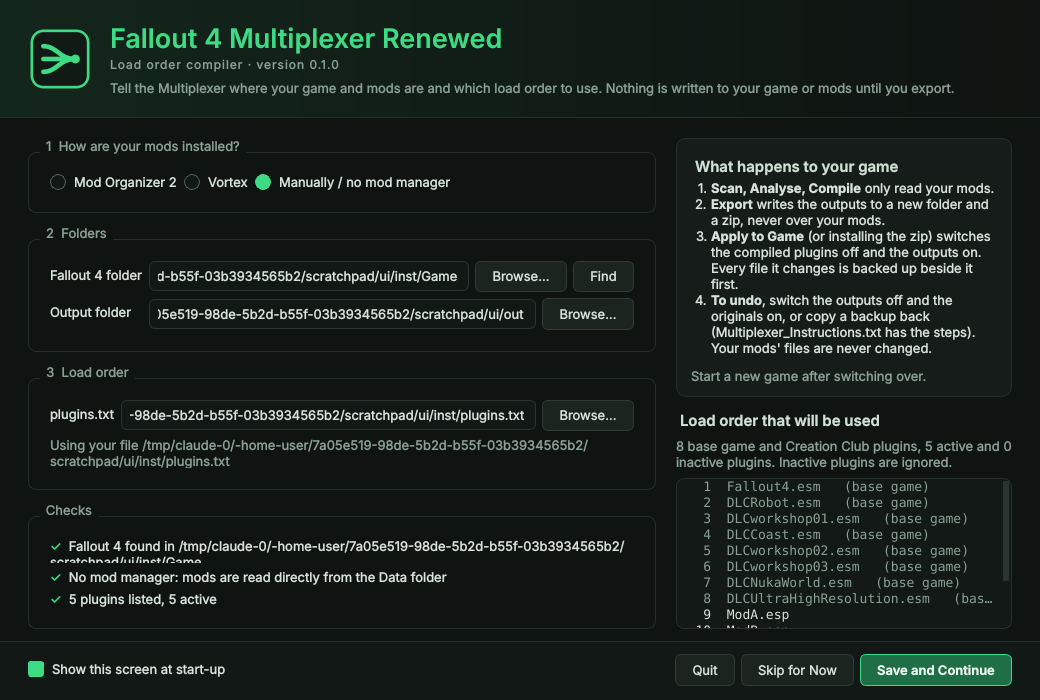 Fallout 4 Multiplexer Renewed
Load order compiler · version 0.1.0
Tell the Multiplexer where your game and mods are and which load order to use. Nothing is written to your game or mods until you export.
1 How are your mods installed?
Mod Organizer 2
Vortex
Manually / no mod manager
2 Folders
Fallout 4 folder
d-b55f-03b3934565b2/scratchpad/ui/inst/Game
Browse...
Find
Output folder
05e519-98de-5b2d-b55f-03b3934565b2/scratchpad/ui/out
Browse...
3 Load order
plugins.txt
-98de-5b2d-b55f-03b3934565b2/scratchpad/ui/inst/plugins.txt
Browse...
Using your file /tmp/claude-0/-home-user/7a05e519-98de-5b2d-b55f-03b3934565b2/
scratchpad/ui/inst/plugins.txt
Checks
✓ Fallout 4 found in /tmp/claude-0/-home-user/7a05e519-98de-5b2d-b55f-03b3934565b2/
scratchpad/ui/inst/Game
✓ No mod manager: mods are read directly from the Data folder
✓ 5 plugins listed, 5 active
What happens to your game
1. Scan, Analyse, Compile only read your mods.
2. Export writes the outputs to a new folder and
a zip, never over your mods.
3. Apply to Game (or installing the zip) switches
the compiled plugins off and the outputs on.
Every file it changes is backed up beside it
first.
4. To undo, switch the outputs off and the
originals on, or copy a backup back
(Multiplexer_Instructions.txt has the steps).
Your mods' files are never changed.
Start a new game after switching over.
Load order that will be used
8 base game and Creation Club plugins, 5 active and 0
inactive plugins. Inactive plugins are ignored.
1 Fallout4.esm (base game)
2 DLCRobot.esm (base game)
3 DLCworkshop01.esm (base game)
4 DLCCoast.esm (base game)
5 DLCworkshop02.esm (base game)
6 DLCworkshop03.esm (base game)
7 DLCNukaWorld.esm (base game)
8 DLCUltraHighResolution.esm (bas…
9 ModA.esp
Show this screen at start-up
Quit
Skip for Now
Save and Continue